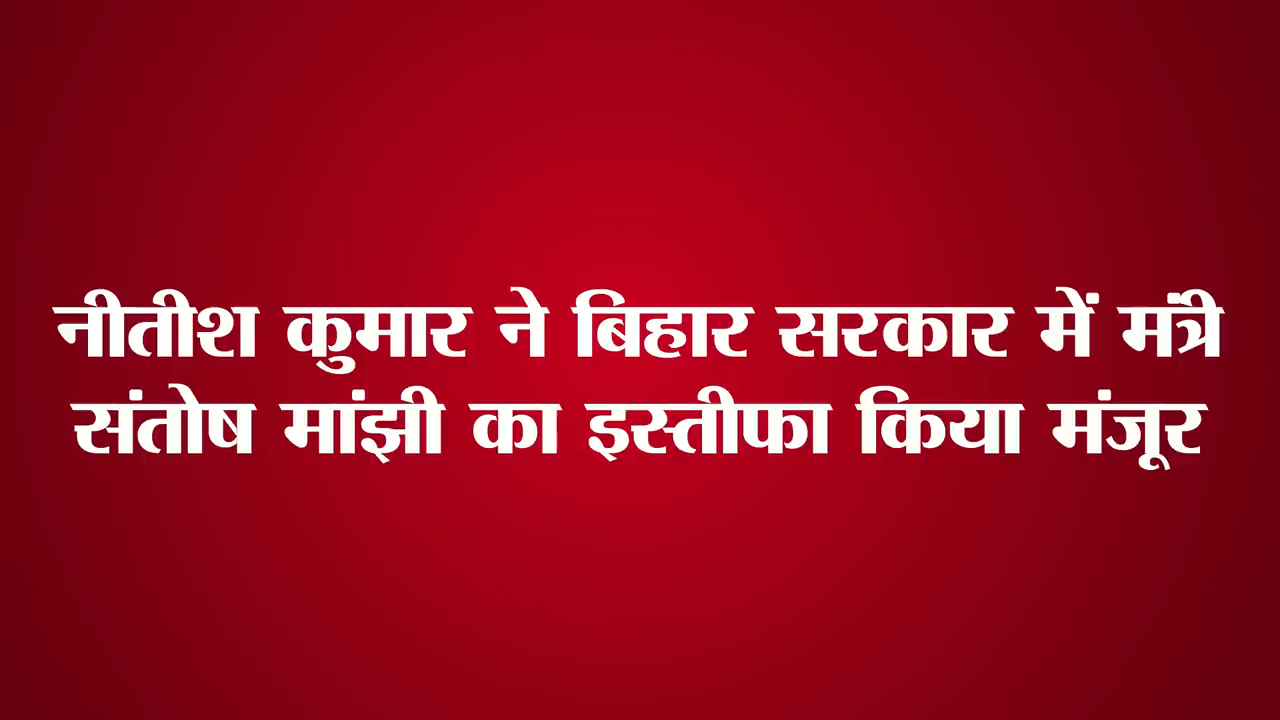 नीतीश कुमार ने बिहार सरकार में मंत्री
संतोष मांझी का इस्तीफा किया मंजूर